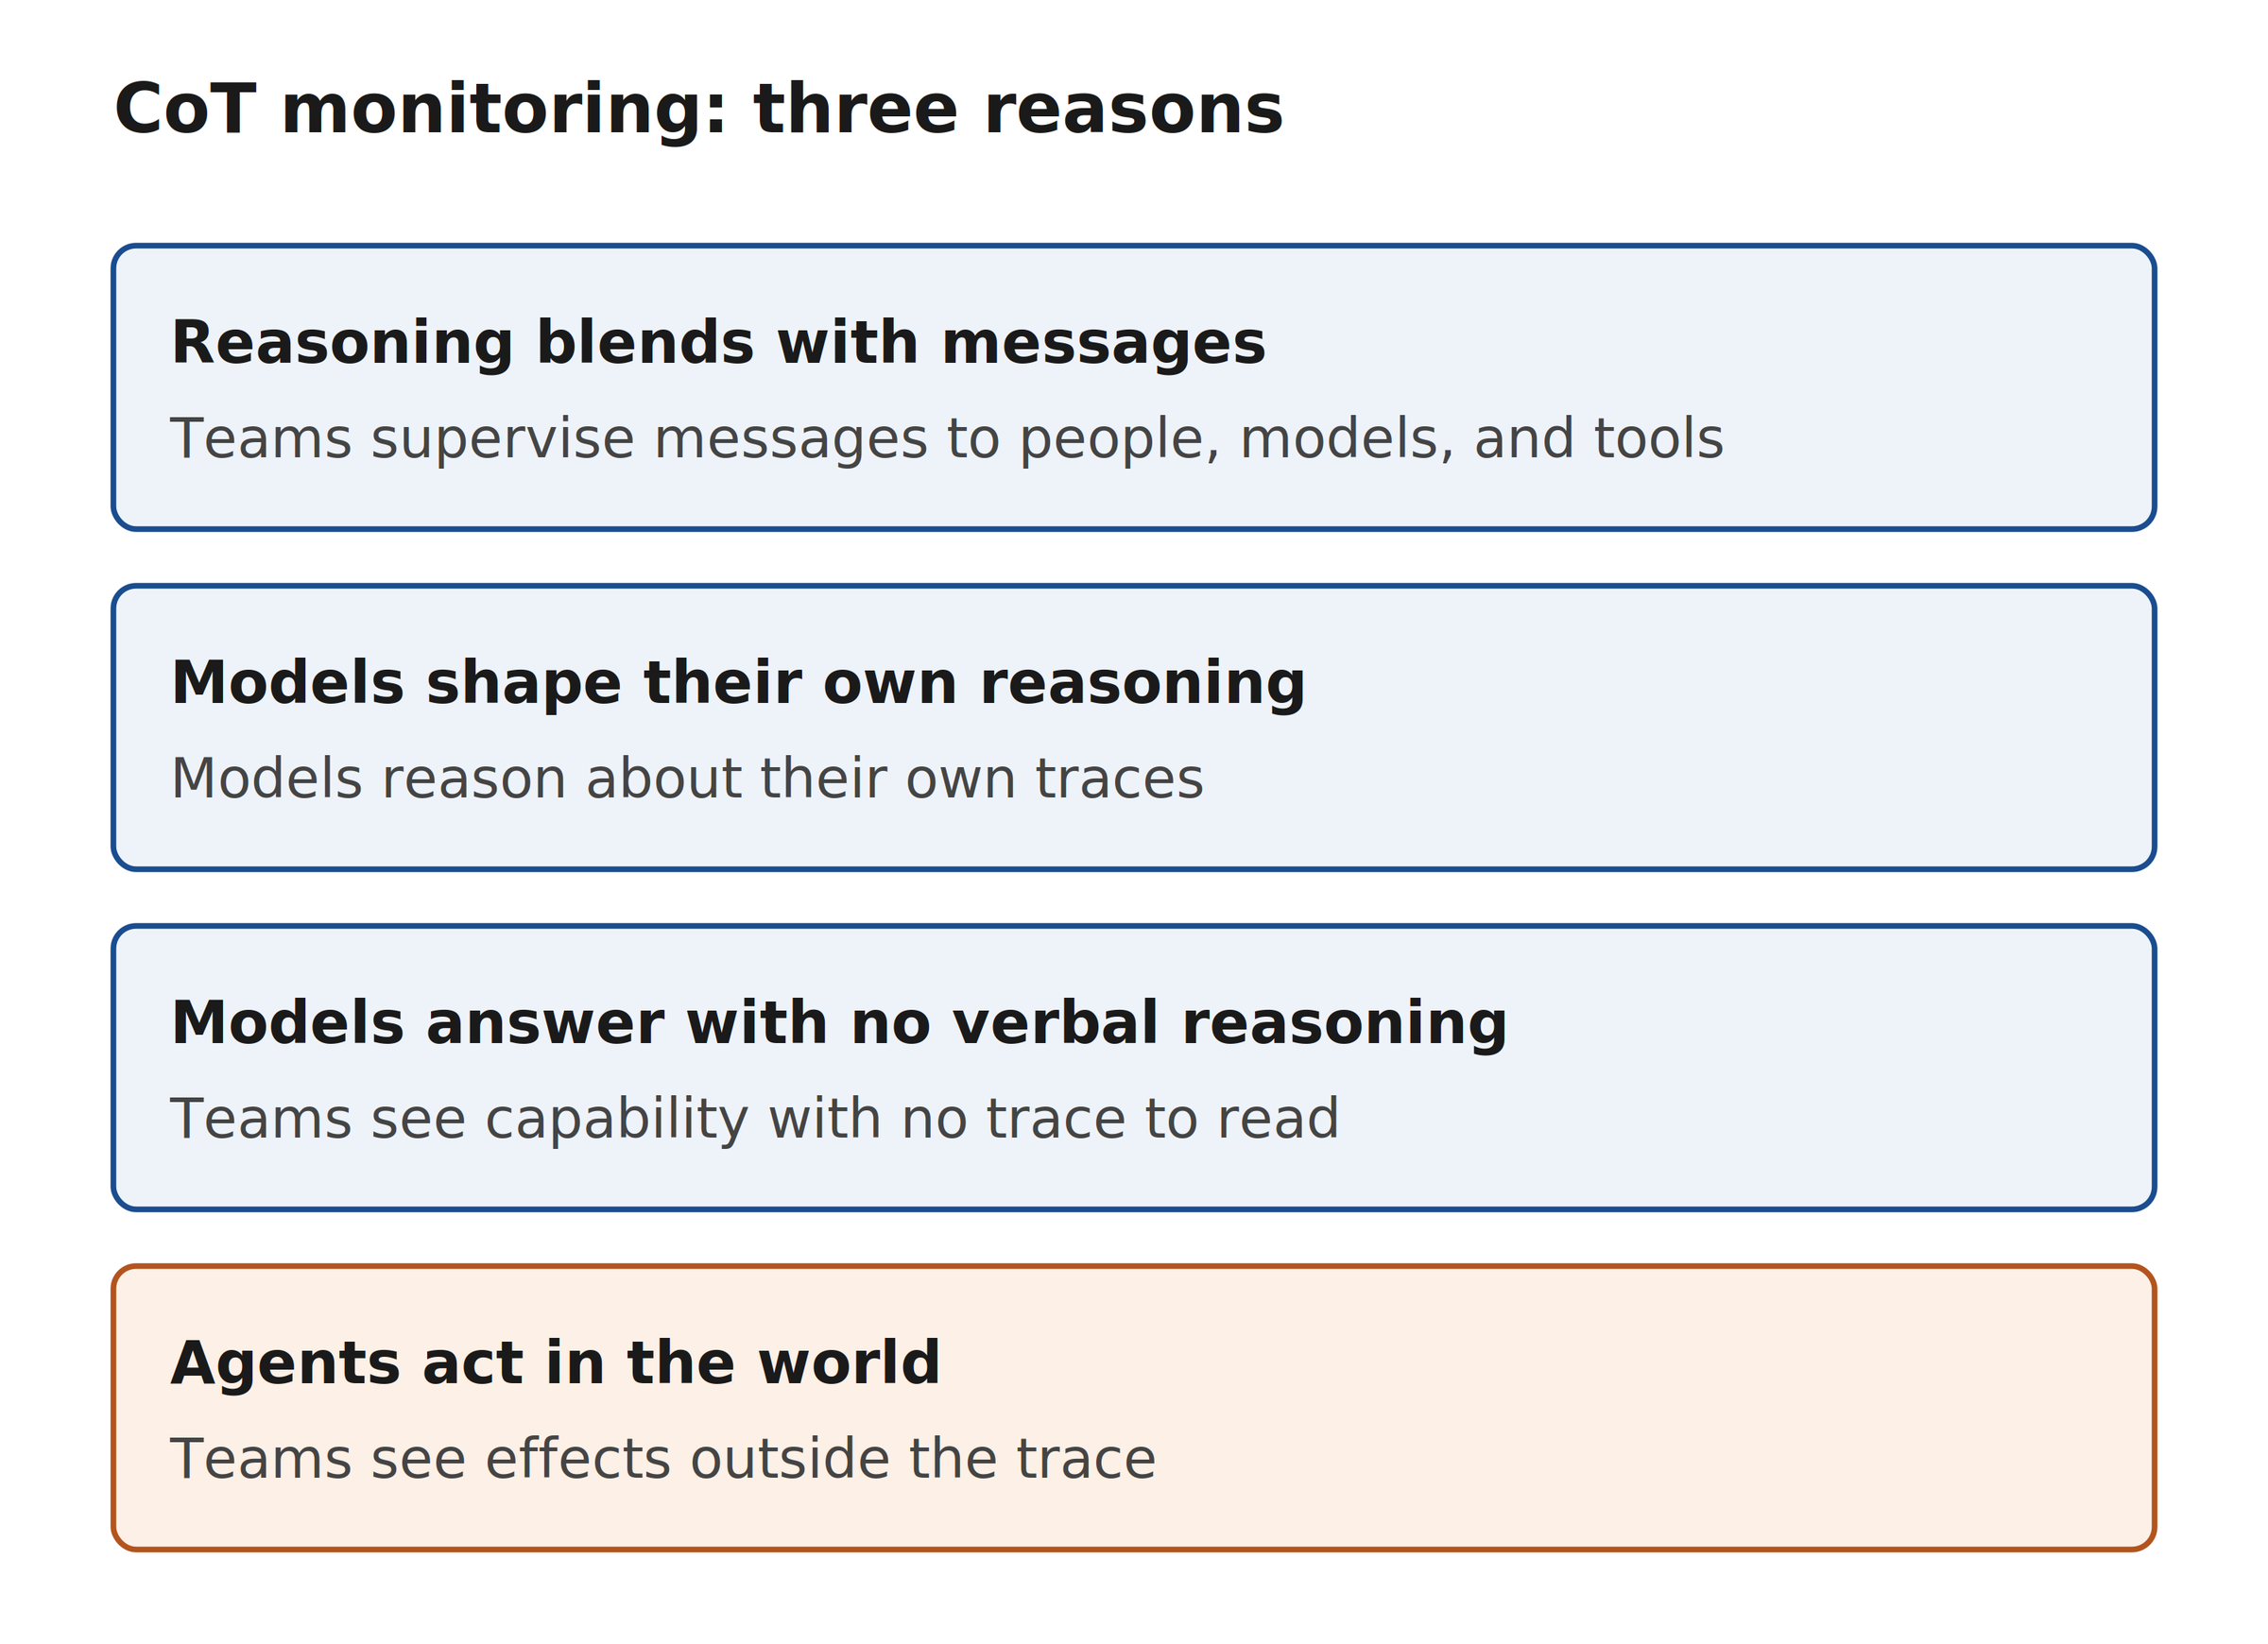 CoT monitoring: three reasons
Reasoning blends with messages
Teams supervise messages to people, models, and tools
Models shape their own reasoning
Models reason about their own traces
Models answer with no verbal reasoning
Teams see capability with no trace to read
Agents act in the world
Teams see effects outside the trace